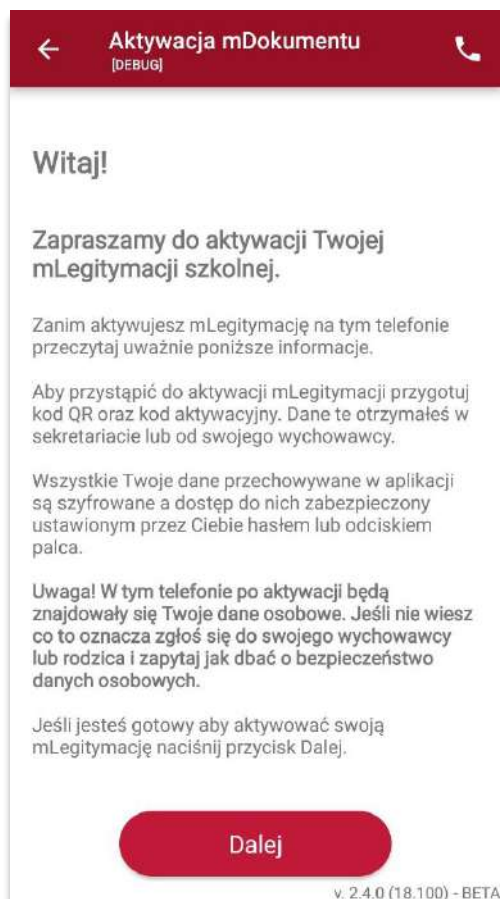 Aktywacja mDokumentu
[DEBUG]
Witaj!
Zapraszamy do aktywacji Twojej
mLegitymacji szkolnej.
Zanim aktywujesz mLegitymację na tym telefonie
przeczytaj uważnie poniższe informacje.
Aby przystąpić do aktywacji mLegitymacji przygotuj
kod QR oraz kod aktywacyjny. Dane te otrzymałeś w
sekretariacie lub od swojego wychowawcy.
Wszystkie Twoje dane przechowywane w aplikacji
są szyfrowane a dostęp do nich zabezpieczony
ustawionym przez Ciebie hasłem lub odciskiem
palca.
Uwaga! W tym telefonie po aktywacji będą
znajdowały się Twoje dane osobowe. Jeśli nie wiesz
co to oznacza zgłoś się do swojego wychowawcy
lub rodzica i zapytaj jak dbać o bezpieczeństwo
danych osobowych.
Jeśli jesteś gotowy aby aktywować swoją
mLegitymację naciśnij przycisk Dalej.
Dalej
v. 2.4.0 (18.100) - BETA